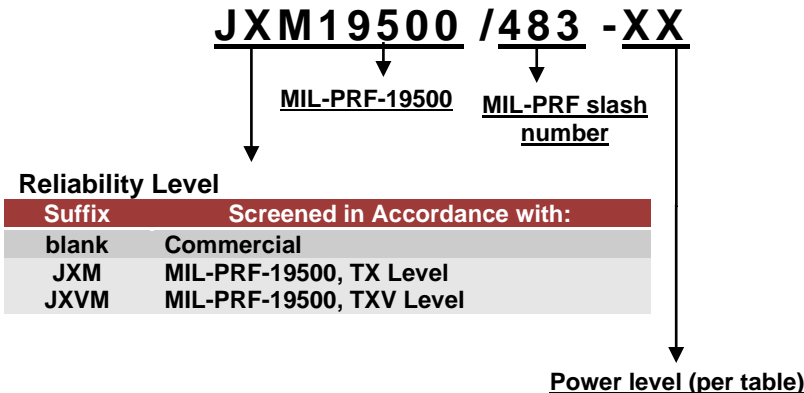 JXM19500 /483 -XX
MIL-PRF-19500
MIL-PRF slash
number
Reliability Level
Suffix Screened in Accordance with:
blank Commercial
JXM MIL-PRF-19500, TX Level
JXVM MIL-PRF-19500, TXV Level
Power level (per table)